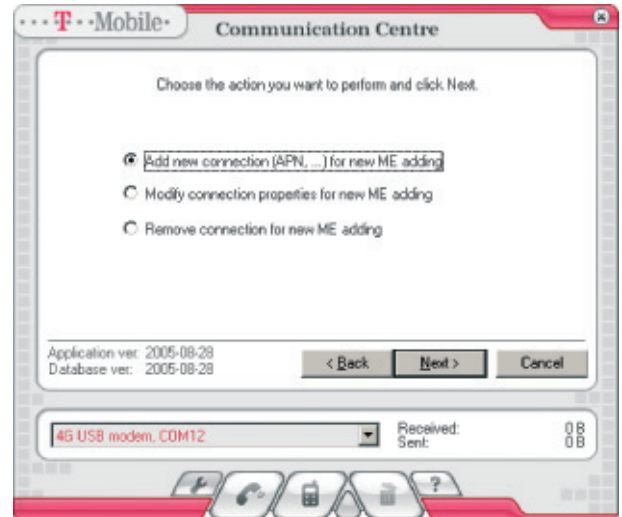 ··· T ··Mobile·
Communication Centre
Choose the action you want to perform and click Next.
Add new connection (APN, ...) for new ME adding
Modify connection properties for new ME adding
Remove connection for new ME adding
Application ver: 2005-08-28
Database ver: 2005-08-28
< Back
Next >
Cancel
4G USB modem, COM12
Received: 0 B
Sent: 0 B
?